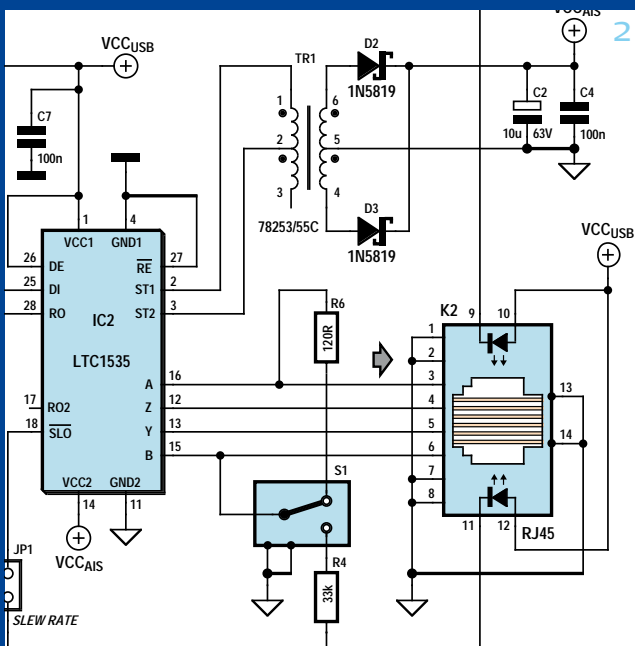 VCCAIS
2
VCCUSB
TR1
D2
1N5819
C7
100n
1
2
3
6
5
4
C2
10u 63V
C4
100n
78253/55C
D3
1N5819
VCCUSB
1
4
VCC1 GND1
26 DE
RE 27
25 DI
ST1 2
28 RO
ST2 3
IC2
LTC1535
A 16
17 RO2
Z 12
18 SLO
Y 13
B 15
VCC2 GND2
14
11
VCCAIS
R6
120R
S1
R4
33k
K2
9
10
1
2
3
4
5
6
7
8
13
14
11
12
RJ45
JP1
SLEW RATE